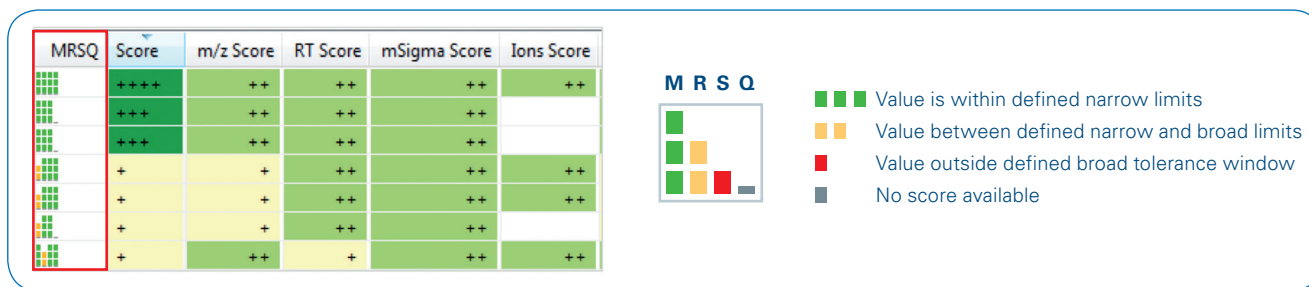 MRSQ Score m/z Score RT Score mSigma Score Ions Score
++++ ++ ++ ++ ++
+++ ++ ++ ++
+++ ++ ++ ++
+ + ++ ++ ++
+ + ++ ++ ++
+ + ++ ++
+ ++ + ++ ++
M R S Q
Value is within defined narrow limits
Value between defined narrow and broad limits
Value outside defined broad tolerance window
No score available